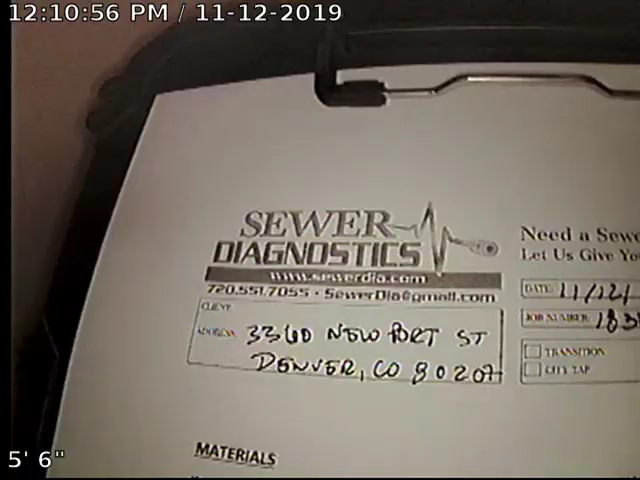 12:10:56 PM / 11-12-2019
SEWER
DIAGNOSTICS
www.sewerdia.com
720.551.7055 - SewerDia@gmail.com
Need a Sewe
Let Us Give Yo
CLIENT
ADDRESS 3360 NEWPORT ST
DENVER, CO 80207
DATE: 11/12/
JOB NUMBER: 183
TRANSITION
CITY TAP
MATERIALS
5' 6"